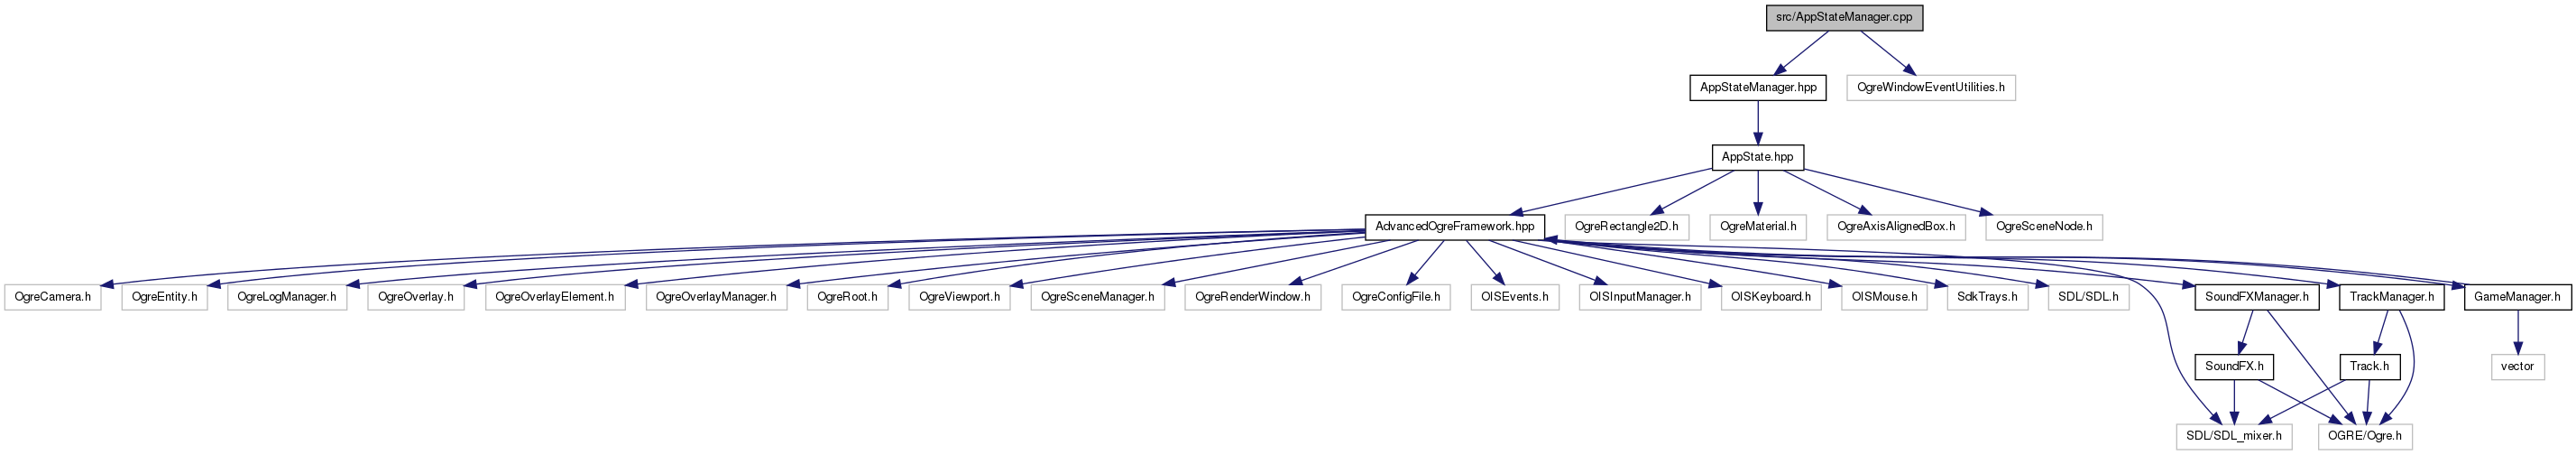 src/AppStateManager.cpp
AppStateManager.hpp
OgreWindowEventUtilities.h
AppState.hpp
AdvancedOgreFramework.hpp
OgreRectangle2D.h
OgreMaterial.h
OgreAxisAlignedBox.h
OgreSceneNode.h
OgreCamera.h
OgreEntity.h
OgreLogManager.h
OgreOverlay.h
OgreOverlayElement.h
OgreOverlayManager.h
OgreRoot.h
OgreViewport.h
OgreSceneManager.h
OgreRenderWindow.h
OgreConfigFile.h
OISEvents.h
OISInputManager.h
OISKeyboard.h
OISMouse.h
SdkTrays.h
SDL/SDL.h
SoundFXManager.h
TrackManager.h
GameManager.h
SoundFX.h
Track.h
vector
SDL/SDL_mixer.h
OGRE/Ogre.h